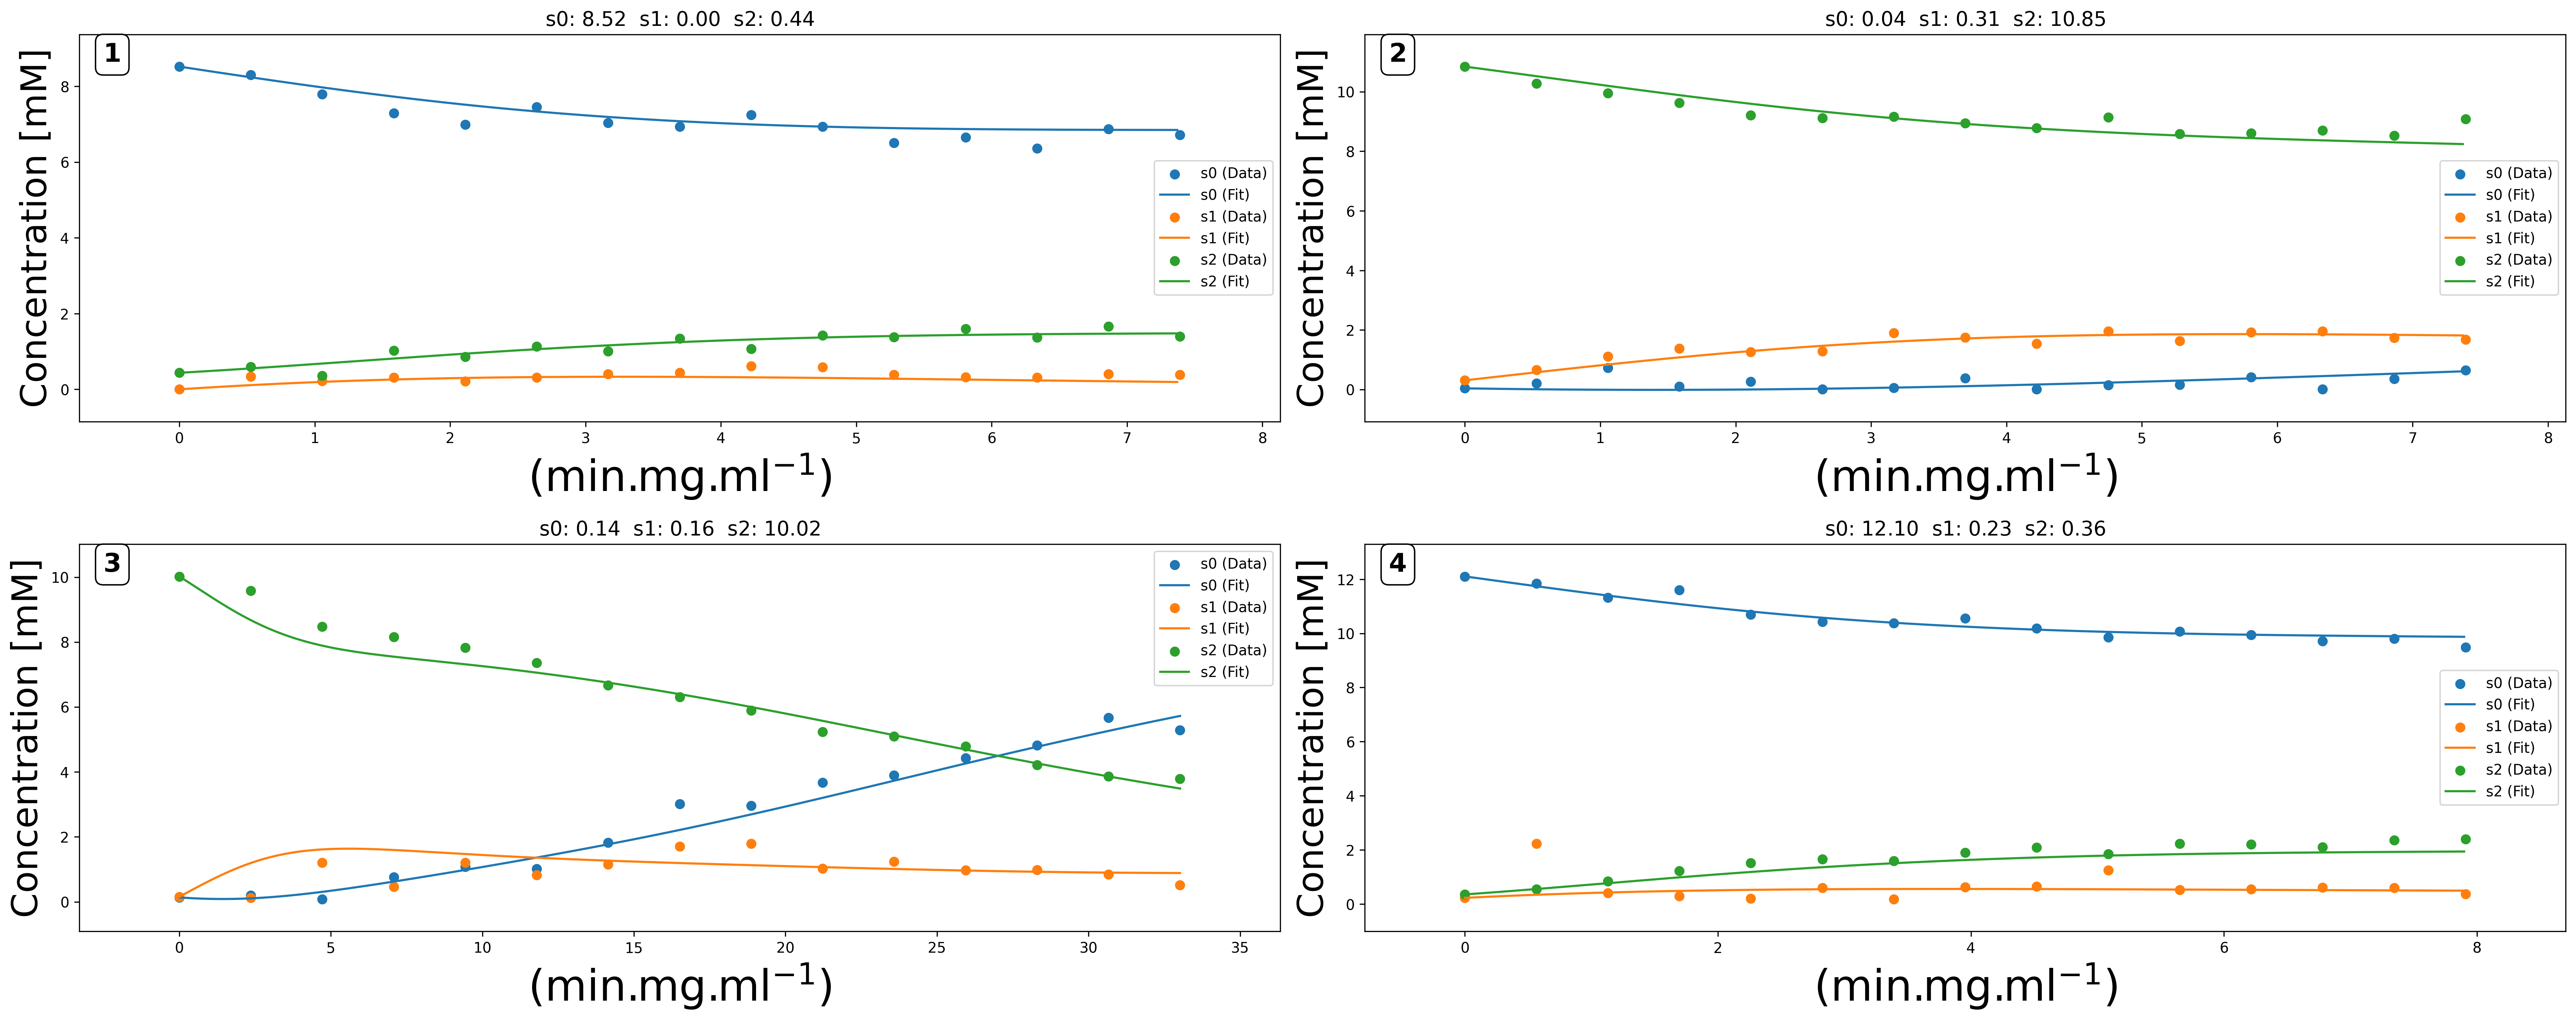 s0: 8.52  s1: 0.00  s2: 0.44
1
Concentration [mM]
8
6
4
2
0
s0 (Data)
s0 (Fit)
s1 (Data)
s1 (Fit)
s2 (Data)
s2 (Fit)
0 1 2 3 4 5 6 7 8
(min.mg.ml⁻¹)
s0: 0.04  s1: 0.31  s2: 10.85
2
Concentration [mM]
10
8
6
4
2
0
s0 (Data)
s0 (Fit)
s1 (Data)
s1 (Fit)
s2 (Data)
s2 (Fit)
0 1 2 3 4 5 6 7 8
(min.mg.ml⁻¹)
s0: 0.14  s1: 0.16  s2: 10.02
3
Concentration [mM]
10
8
6
4
2
0
s0 (Data)
s0 (Fit)
s1 (Data)
s1 (Fit)
s2 (Data)
s2 (Fit)
0 5 10 15 20 25 30 35
(min.mg.ml⁻¹)
s0: 12.10  s1: 0.23  s2: 0.36
4
Concentration [mM]
12
10
8
6
4
2
0
s0 (Data)
s0 (Fit)
s1 (Data)
s1 (Fit)
s2 (Data)
s2 (Fit)
0 2 4 6 8
(min.mg.ml⁻¹)